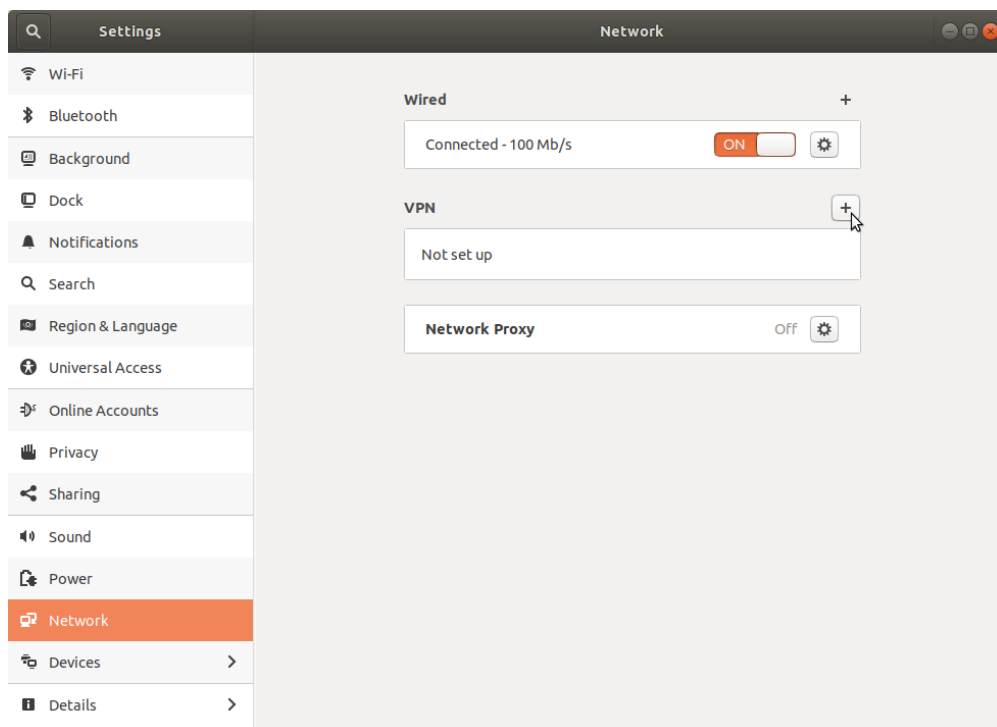 Settings
Network
Wi-Fi
Bluetooth
Background
Dock
Notifications
Search
Region & Language
Universal Access
Online Accounts
Privacy
Sharing
Sound
Power
Network
Devices
Details
Wired
Connected - 100 Mb/s
ON
VPN
Not set up
Network Proxy
Off